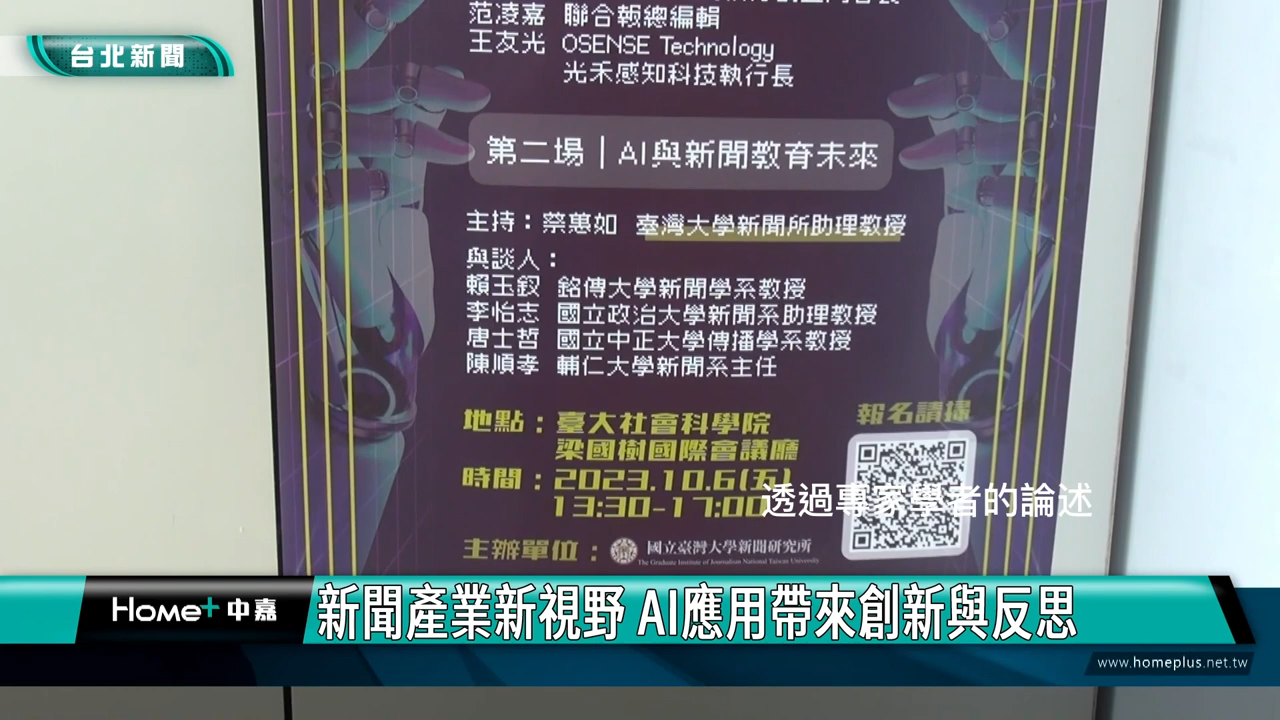 台北新聞
范凌嘉 聯合報總編輯
王友光 OSENSE Technology
光禾感知科技執行長
第二場｜AI與新聞教育未來
主持：蔡蕙如 臺灣大學新聞所助理教授
與談人：
賴玉釵 銘傳大學新聞學系教授
李怡志 國立政治大學新聞系助理教授
唐士哲 國立中正大學傳播學系教授
陳順孝 輔仁大學新聞系主任
地點：臺大社會科學院
梁國樹國際會議廳
報名請掃
時間：2023.10.6(五)
13:30-17:00
透過專家學者的論述
主辦單位：國立臺灣大學新聞研究所
The Graduate Institute of Journalism National Taiwan University
Home+中嘉
新聞產業新視野 AI應用帶來創新與反思
www.homeplus.net.tw